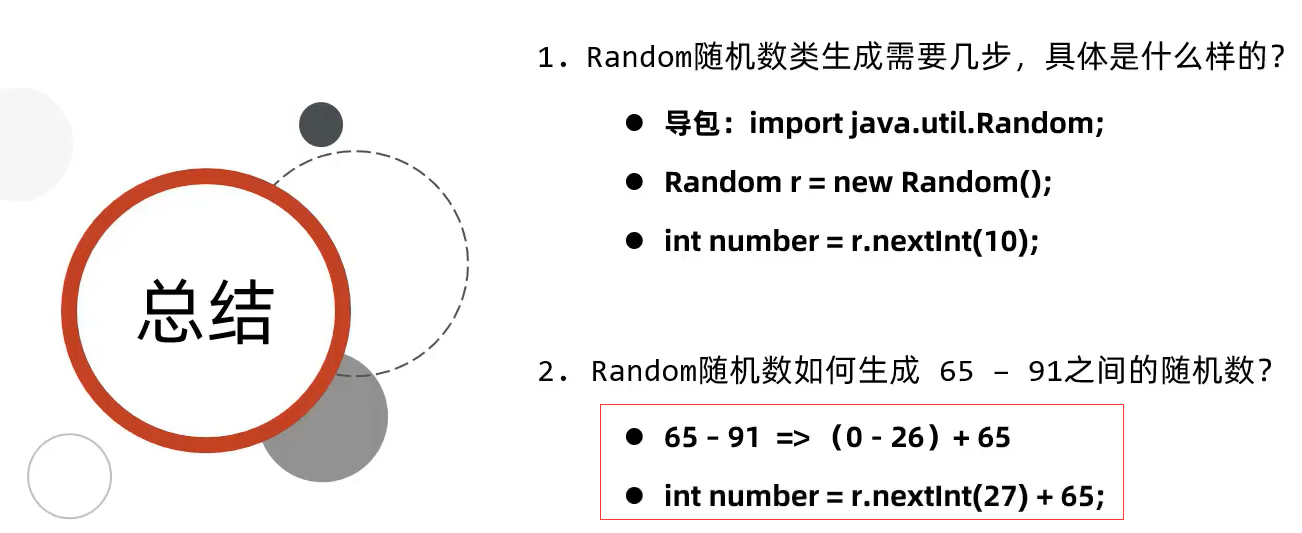 总结
1. Random随机数类生成需要几步，具体是什么样的？
● 导包：import java.util.Random;
● Random r = new Random();
● int number = r.nextInt(10);
2. Random随机数如何生成 65 – 91之间的随机数？
● 65 – 91 => （0 - 26）+ 65
● int number = r.nextInt(27) + 65;